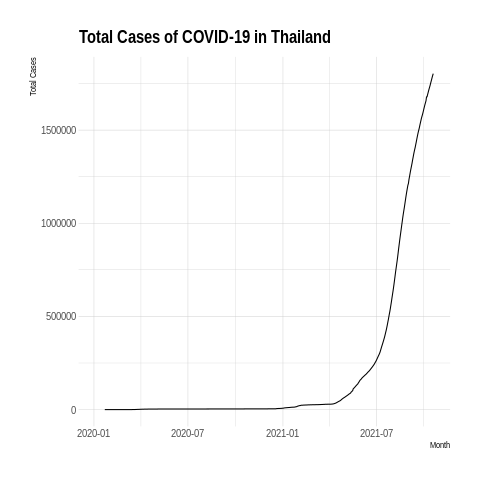 Total Cases of COVID-19 in Thailand
Total Cases
1500000
1000000
500000
0
2020-01 2020-07 2021-01 2021-07
Month